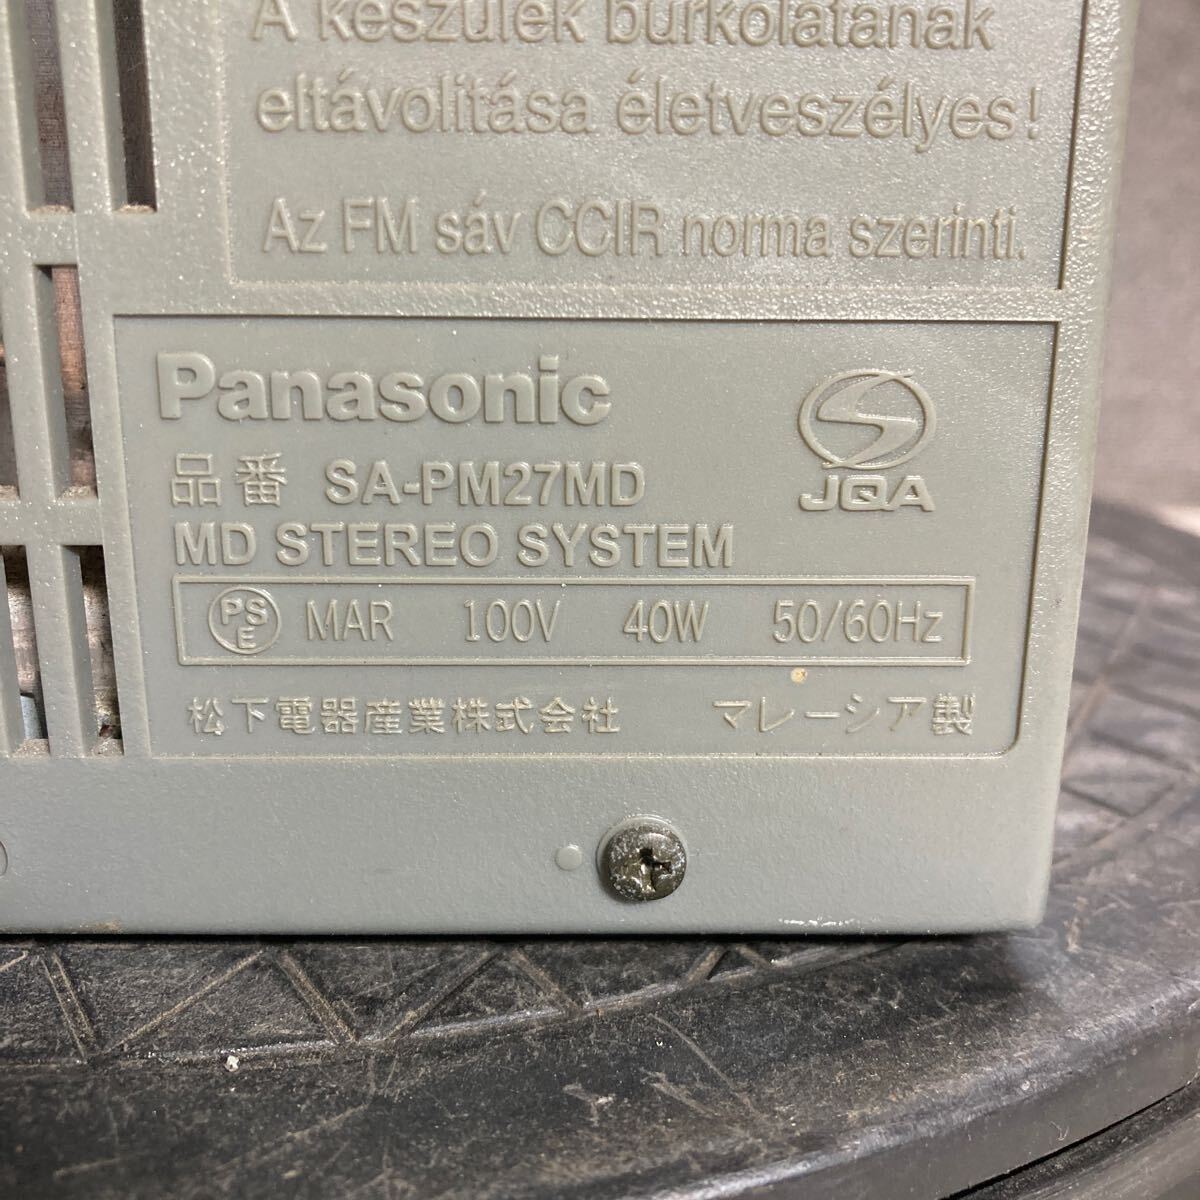 A készülék burkolatának
eltávolitása életveszélyes!
Az FM sáv CCIR norma szerinti.
Panasonic
JQA
品番 SA-PM27MD
MD STEREO SYSTEM
PSE MAR 100V 40W 50/60Hz
松下電器産業株式会社 マレーシア製